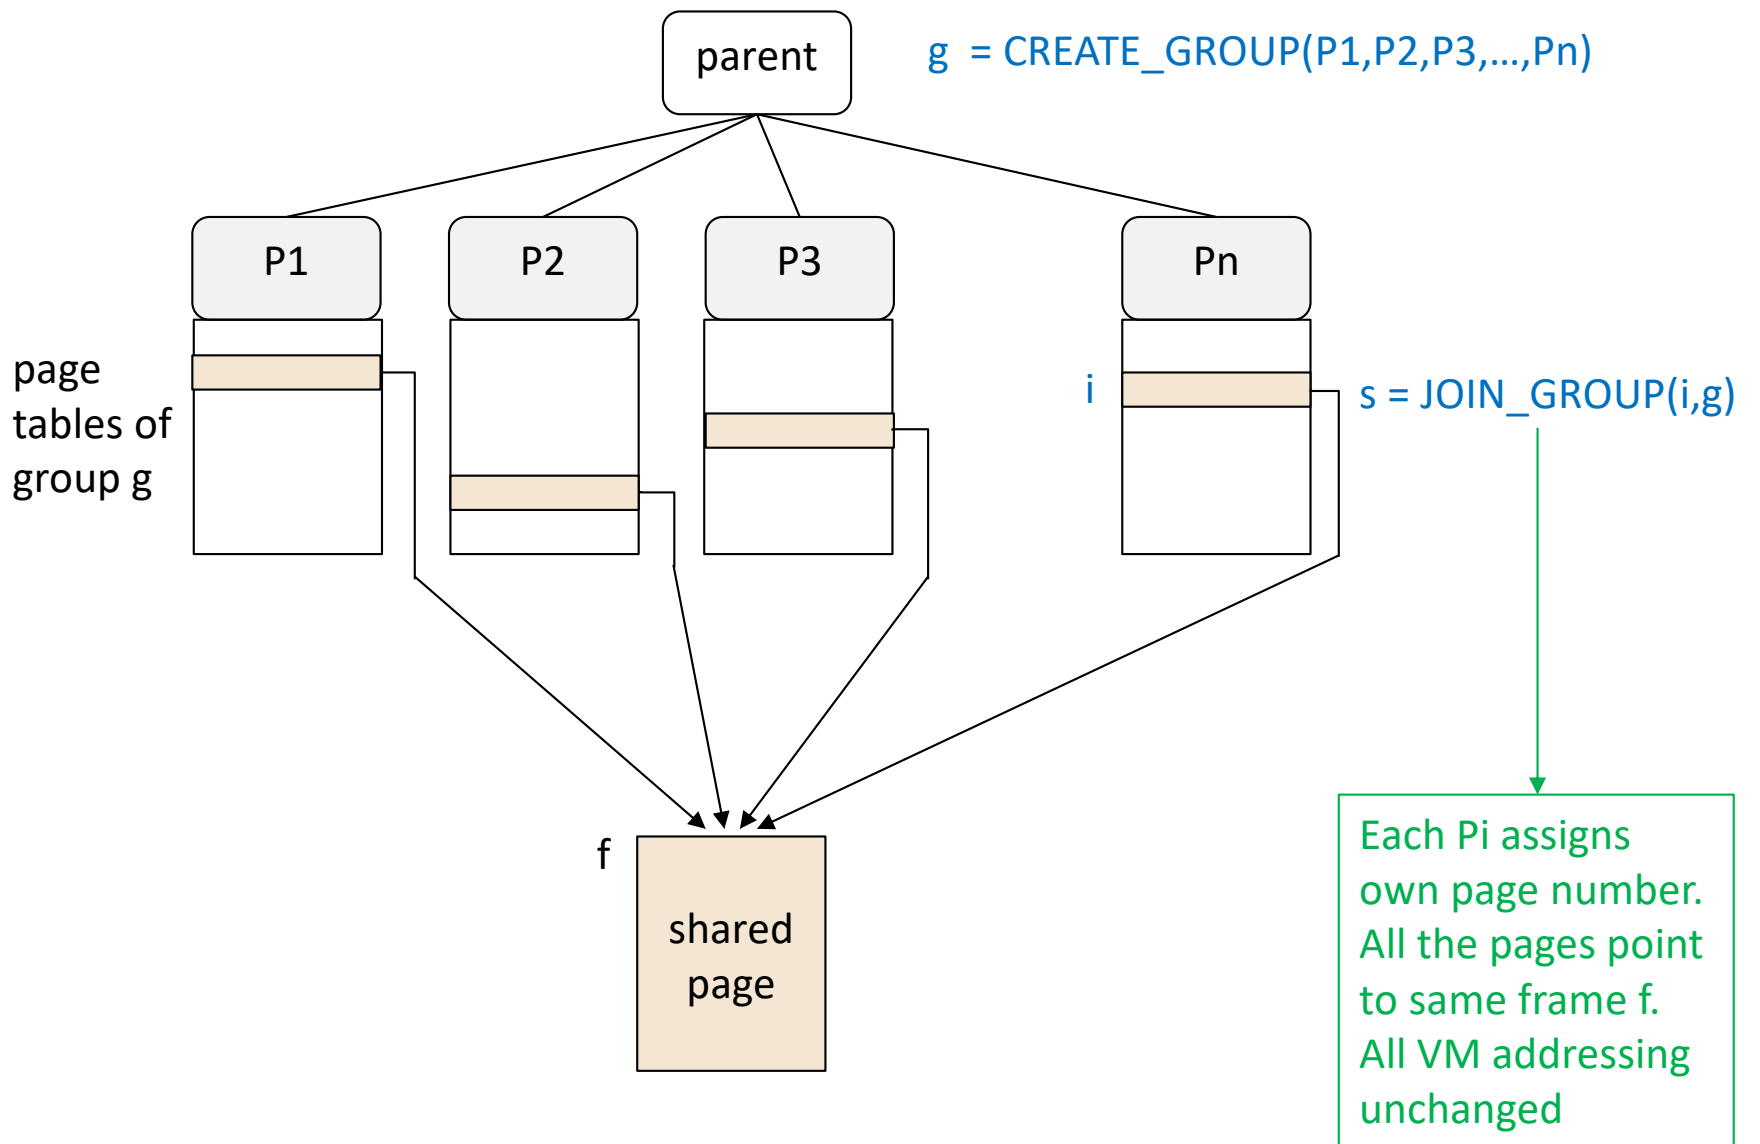 parent
g = CREATE_GROUP(P1,P2,P3,...,Pn)
P1
P2
P3
Pn
page
tables of
group g
i
s = JOIN_GROUP(i,g)
f
shared
page
Each Pi assigns
own page number.
All the pages point
to same frame f.
All VM addressing
unchanged